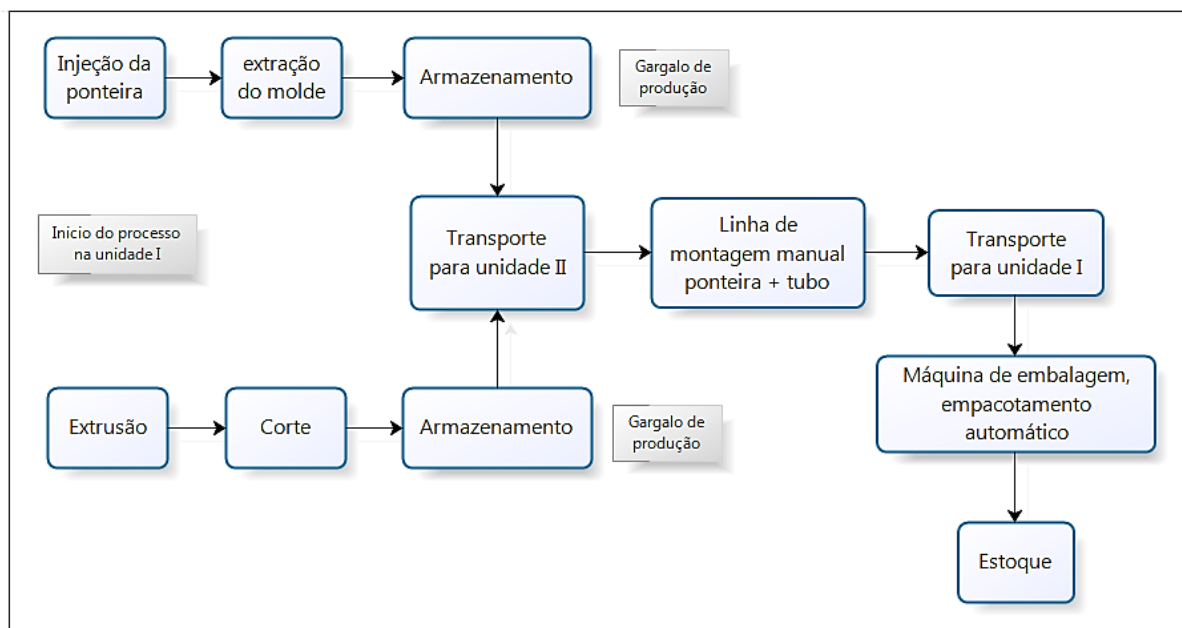 Injeção da
ponteira
extração
do molde
Armazenamento
Gargalo de
produção
Inicio do processo
na unidade I
Transporte
para unidade II
Linha de
montagem manual
ponteira + tubo
Transporte
para unidade I
Máquina de embalagem,
empacotamento
automático
Extrusão
Corte
Armazenamento
Gargalo de
produção
Estoque